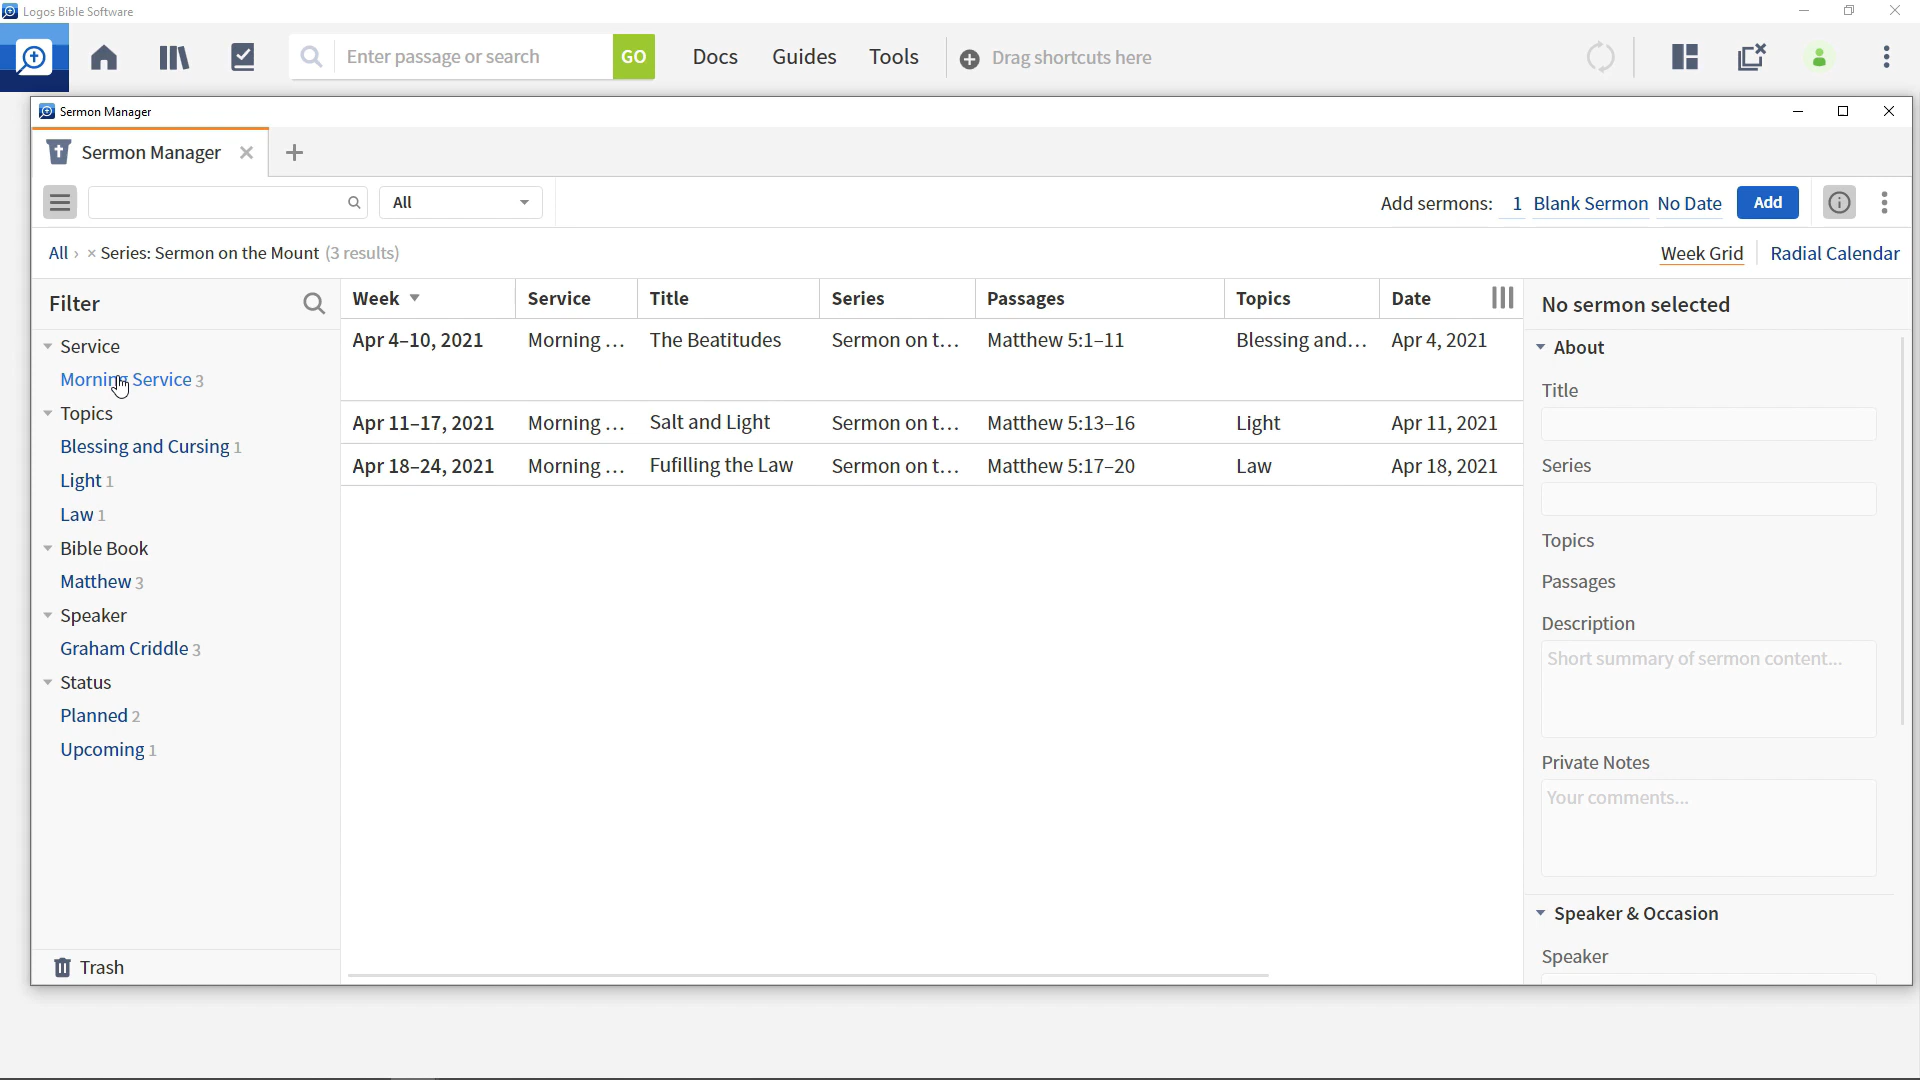 Logos Bible Software
Enter passage or search GO Docs Guides Tools Drag shortcuts here
Sermon Manager
Sermon Manager
All Add sermons: 1 Blank Sermon No Date Add
All › × Series: Sermon on the Mount (3 results) Week Grid Radial Calendar
Filter Week Service Title Series Passages Topics Date No sermon selected
Service
Morning Service 3
Topics
Blessing and Cursing 1
Light 1
Law 1
Bible Book
Matthew 3
Speaker
Graham Criddle 3
Status
Planned 2
Upcoming 1
Trash
Apr 4–10, 2021 Morning ... The Beatitudes Sermon on t... Matthew 5:1–11 Blessing and... Apr 4, 2021
Apr 11–17, 2021 Morning ... Salt and Light Sermon on t... Matthew 5:13–16 Light Apr 11, 2021
Apr 18–24, 2021 Morning ... Fufilling the Law Sermon on t... Matthew 5:17–20 Law Apr 18, 2021
About
Title
Series
Topics
Passages
Description
Short summary of sermon content...
Private Notes
Your comments...
Speaker & Occasion
Speaker